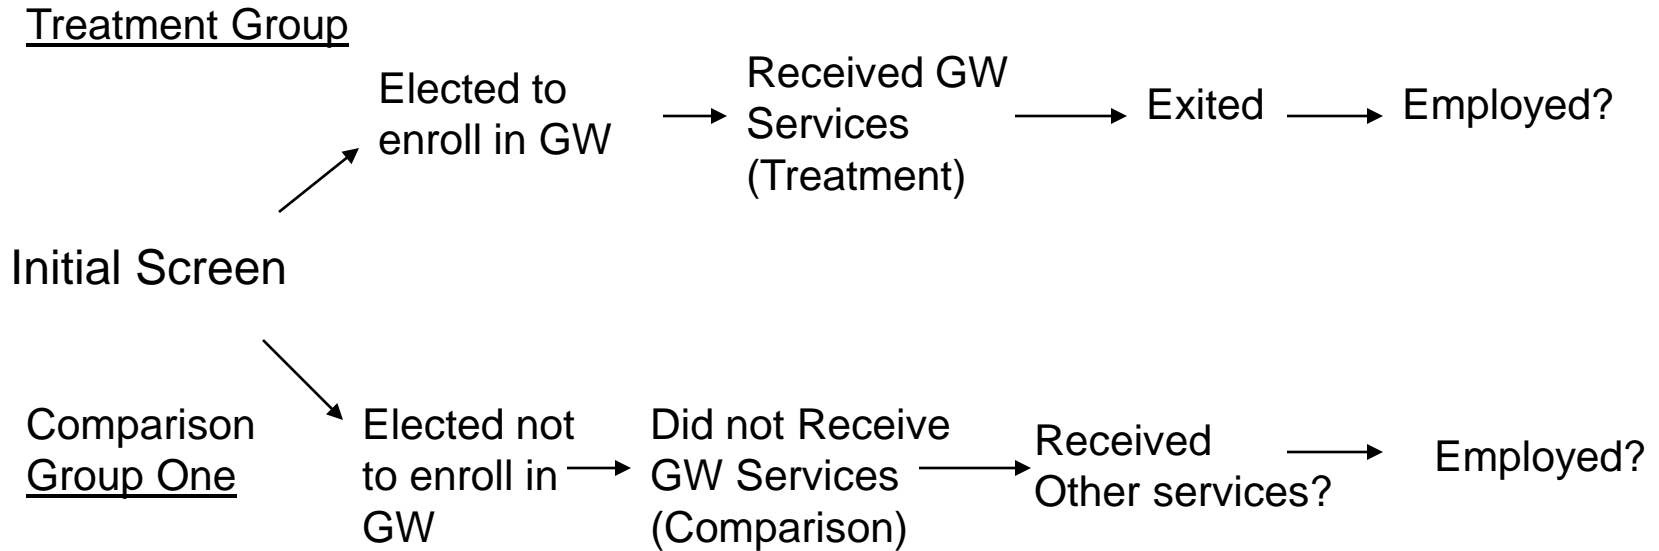 Treatment Group
Elected to
enroll in GW
Received GW
Services
(Treatment)
Exited
Employed?
Initial Screen
Comparison
Group One
Elected not
to enroll in
GW
Did not Receive
GW Services
(Comparison)
Received
Other services?
Employed?